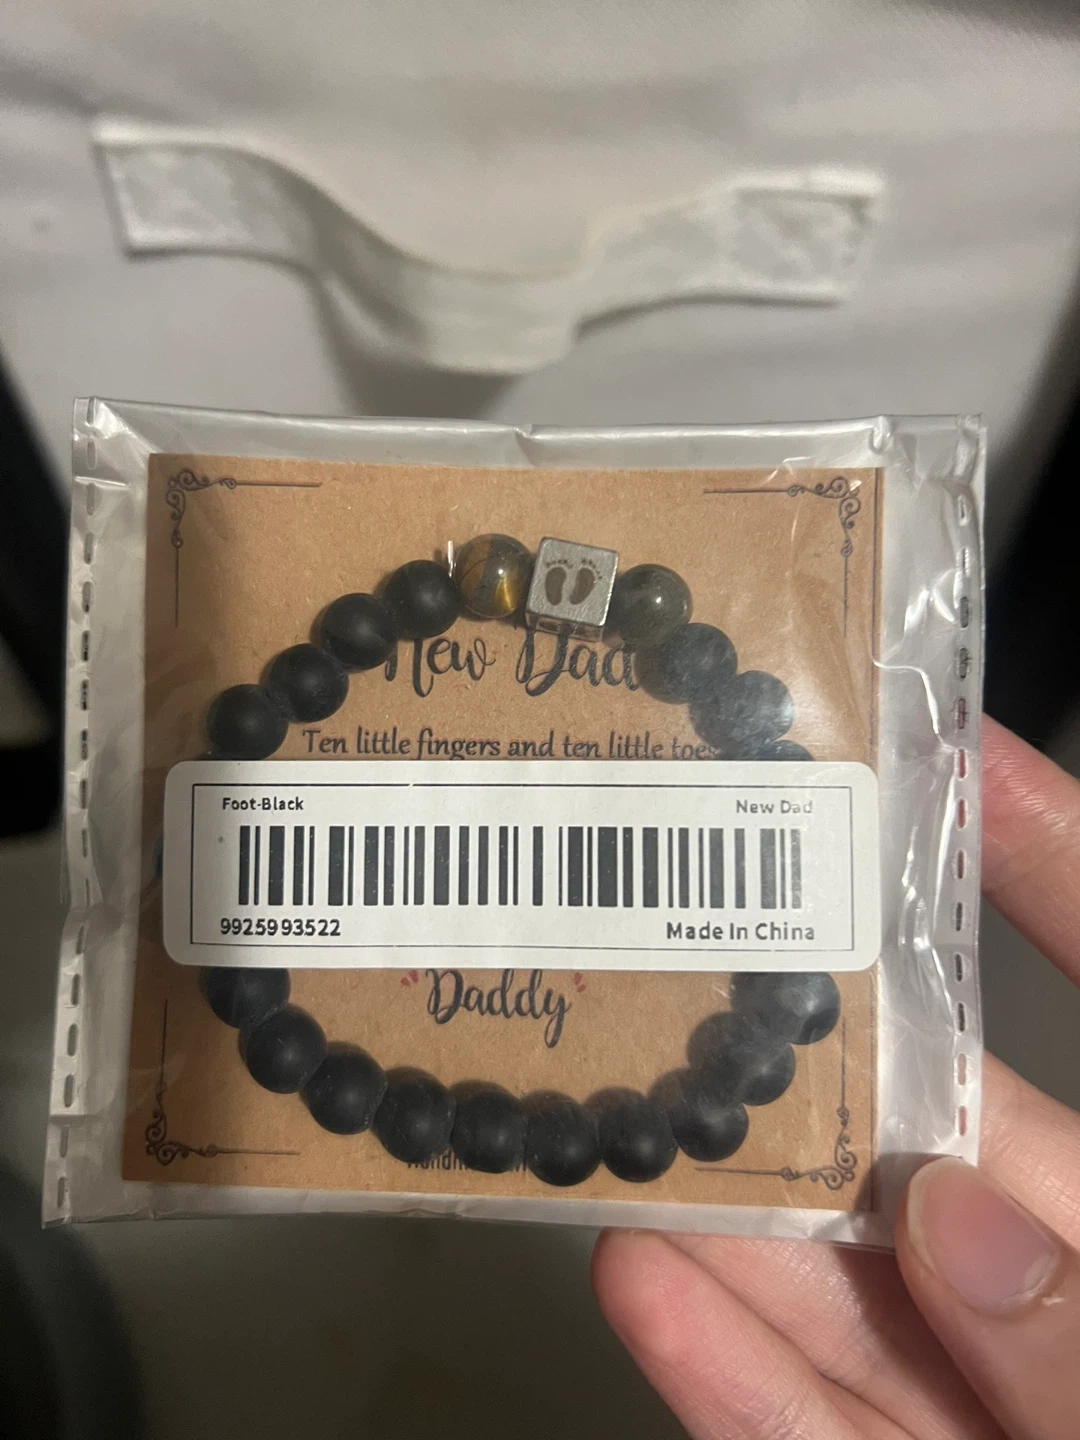 New Dad
Ten little fingers and ten little toes
Foot-Black
New Dad
9925993522
Made In China
"Daddy"